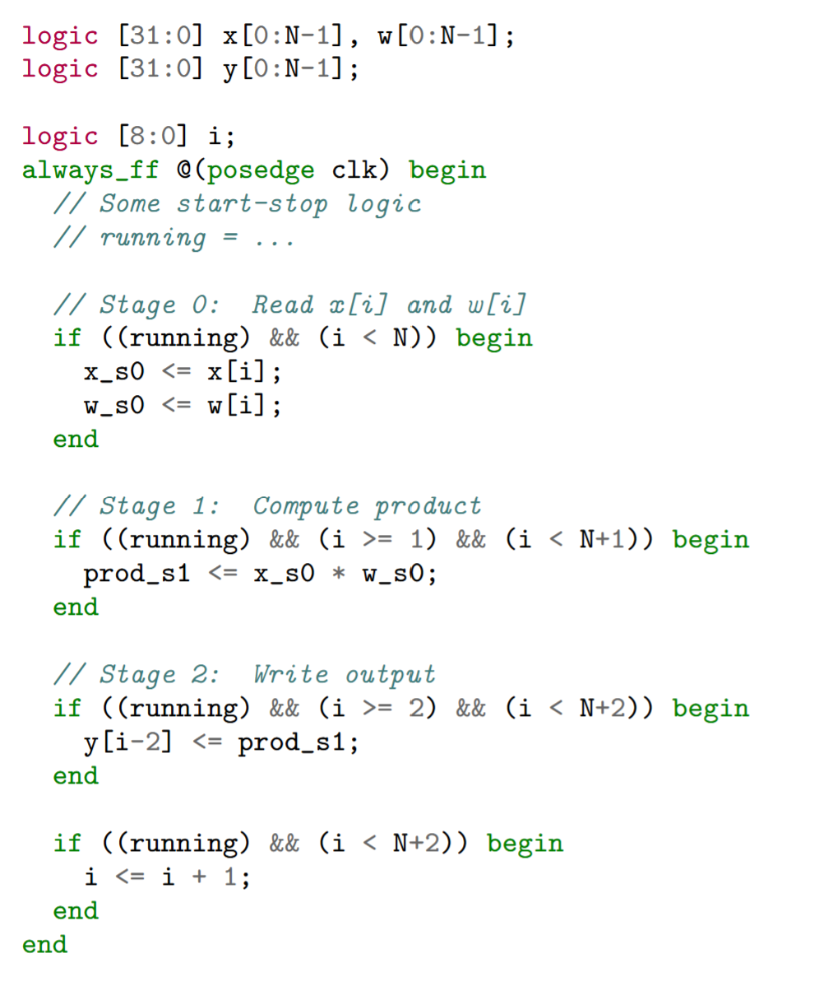 logic [31:0] x[0:N-1], w[0:N-1];
logic [31:0] y[0:N-1];

logic [8:0] i;
always_ff @(posedge clk) begin
  // Some start-stop logic
  // running = ...

  // Stage 0:  Read x[i] and w[i]
  if ((running) && (i < N)) begin
    x_s0 <= x[i];
    w_s0 <= w[i];
  end

  // Stage 1:  Compute product
  if ((running) && (i >= 1) && (i < N+1)) begin
    prod_s1 <= x_s0 * w_s0;
  end

  // Stage 2:  Write output
  if ((running) && (i >= 2) && (i < N+2)) begin
    y[i-2] <= prod_s1;
  end

  if ((running) && (i < N+2)) begin
    i <= i + 1;
  end
end